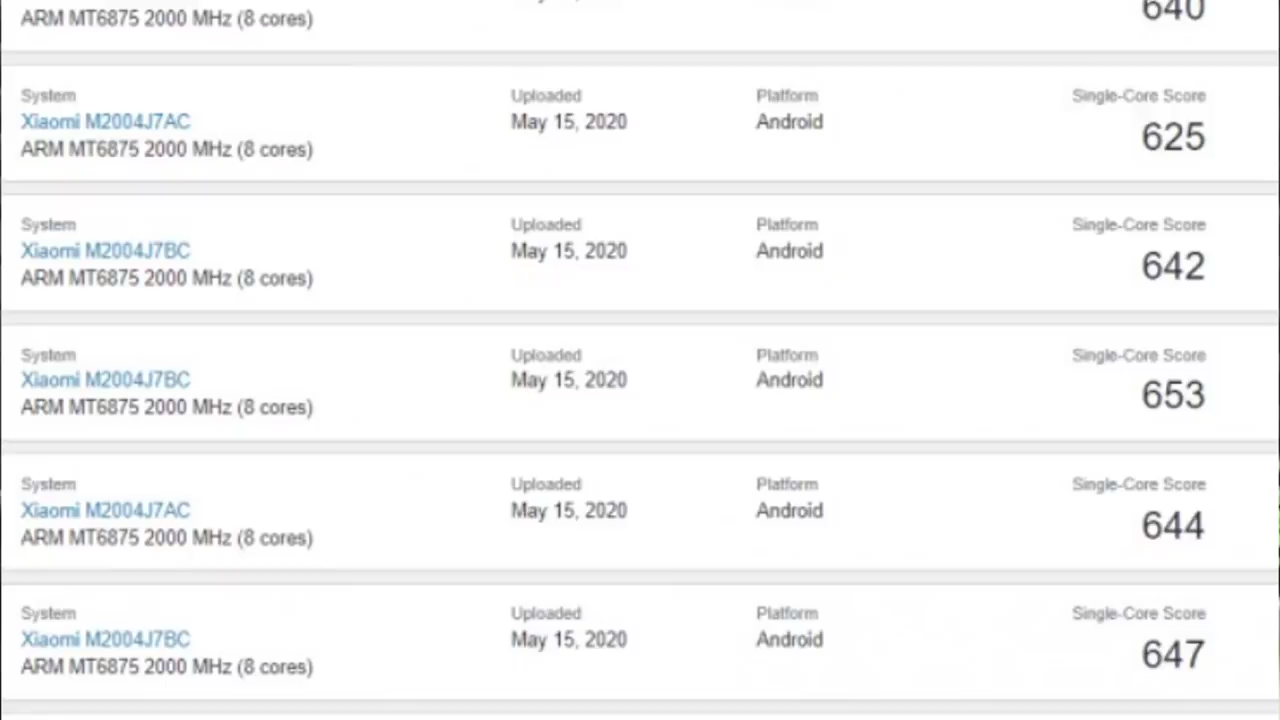 ARM MT6875 2000 MHz (8 cores)
640
System Uploaded Platform Single-Core Score
Xiaomi M2004J7AC May 15, 2020 Android
625
ARM MT6875 2000 MHz (8 cores)
System Uploaded Platform Single-Core Score
Xiaomi M2004J7BC May 15, 2020 Android
642
ARM MT6875 2000 MHz (8 cores)
System Uploaded Platform Single-Core Score
Xiaomi M2004J7BC May 15, 2020 Android
653
ARM MT6875 2000 MHz (8 cores)
System Uploaded Platform Single-Core Score
Xiaomi M2004J7AC May 15, 2020 Android
644
ARM MT6875 2000 MHz (8 cores)
System Uploaded Platform Single-Core Score
Xiaomi M2004J7BC May 15, 2020 Android
647
ARM MT6875 2000 MHz (8 cores)